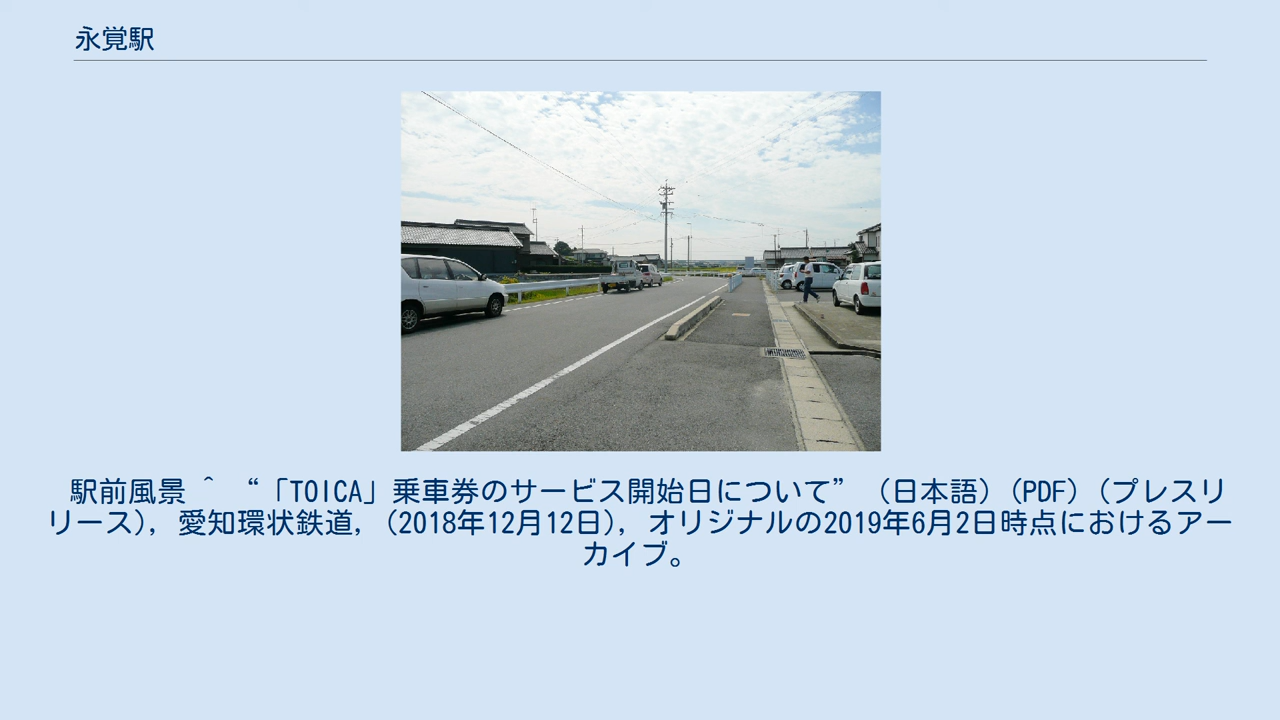 永覚駅
駅前風景 ^ “「TOICA」乗車券のサービス開始日について” (日本語) (PDF) (プレスリ
リース), 愛知環状鉄道, (2018年12月12日), オリジナルの2019年6月2日時点におけるアー
カイブ。